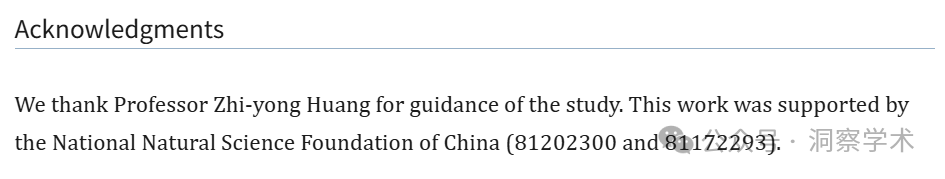 Acknowledgments
We thank Professor Zhi-yong Huang for guidance of the study. This work was supported by
the National Natural Science Foundation of China (81202300 and 81172293).
公众号 · 洞察学术